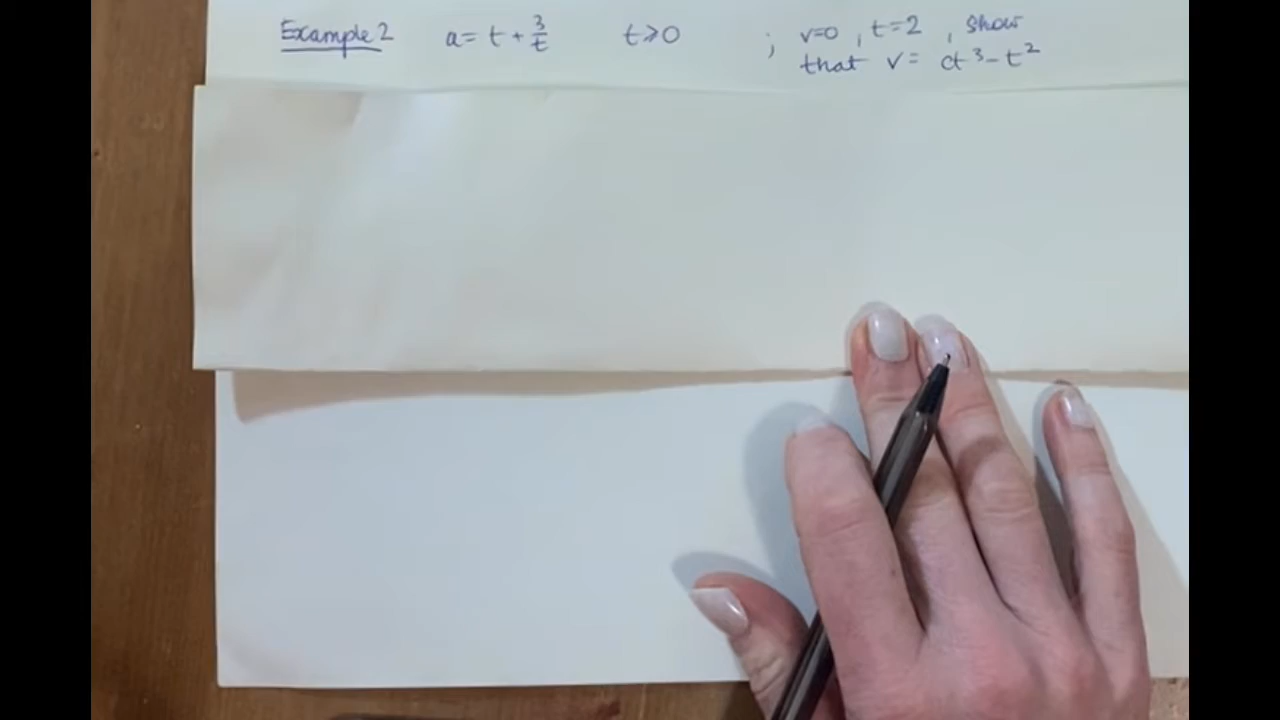 Example 2 a = t + 3/t t ≥ 0 ; v=0 , t=2 , show
that v = ct³ - t²